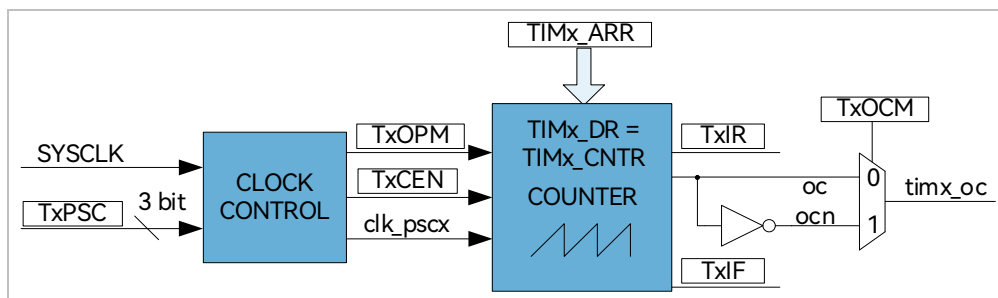 TIMx_ARR
SYSCLK
TxPSC
3 bit
CLOCK
CONTROL
TxOPM
TxCEN
clk_pscx
TIMx_DR =
TIMx_CNTR
COUNTER
TxIR
TxIF
oc
ocn
TxOCM
0
1
timx_oc